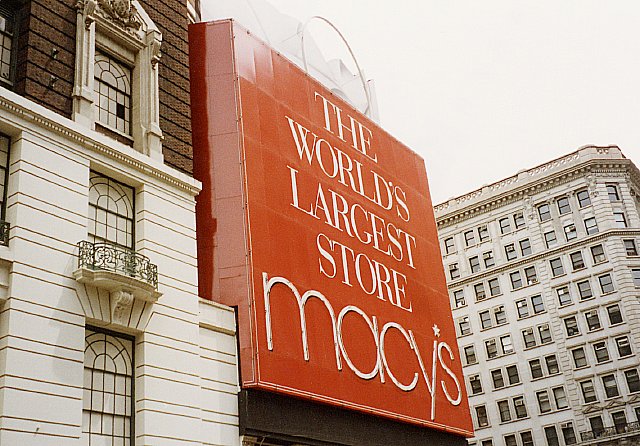 THE
WORLD'S
LARGEST
STORE
macy's